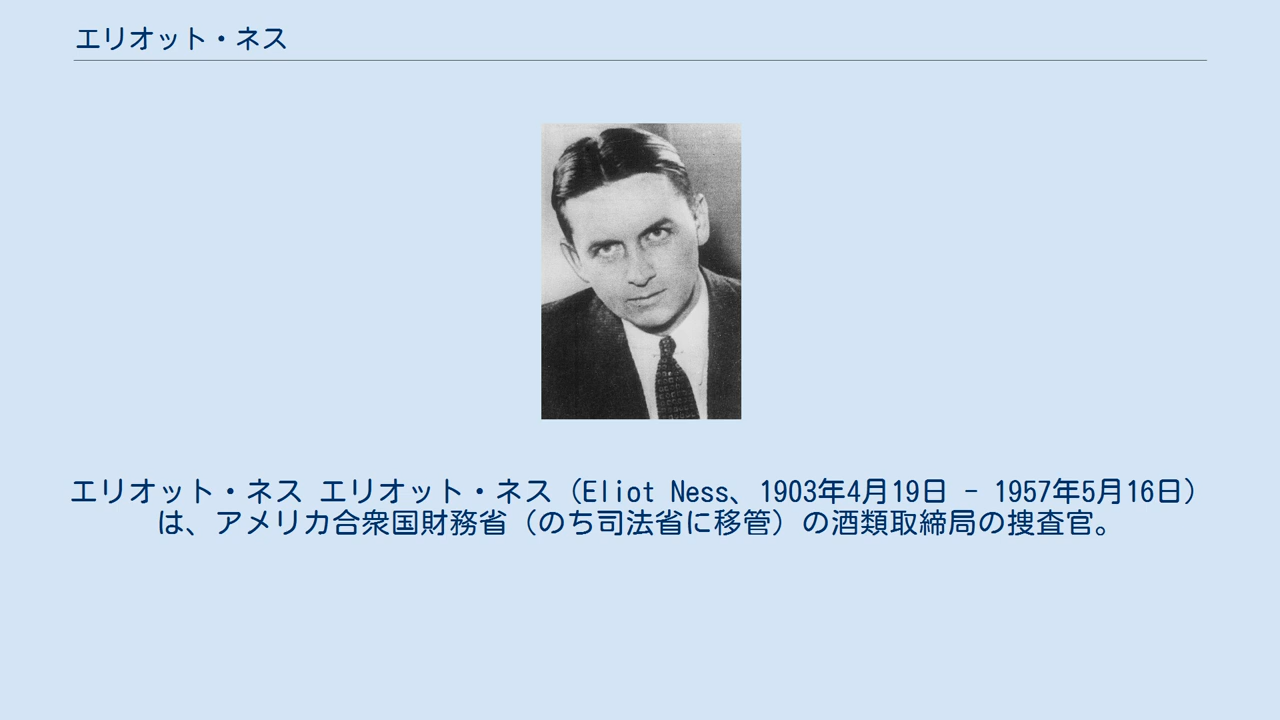 エリオット・ネス
エリオット・ネス エリオット・ネス（Eliot Ness、1903年4月19日 - 1957年5月16日）
は、アメリカ合衆国財務省（のち司法省に移管）の酒類取締局の捜査官。